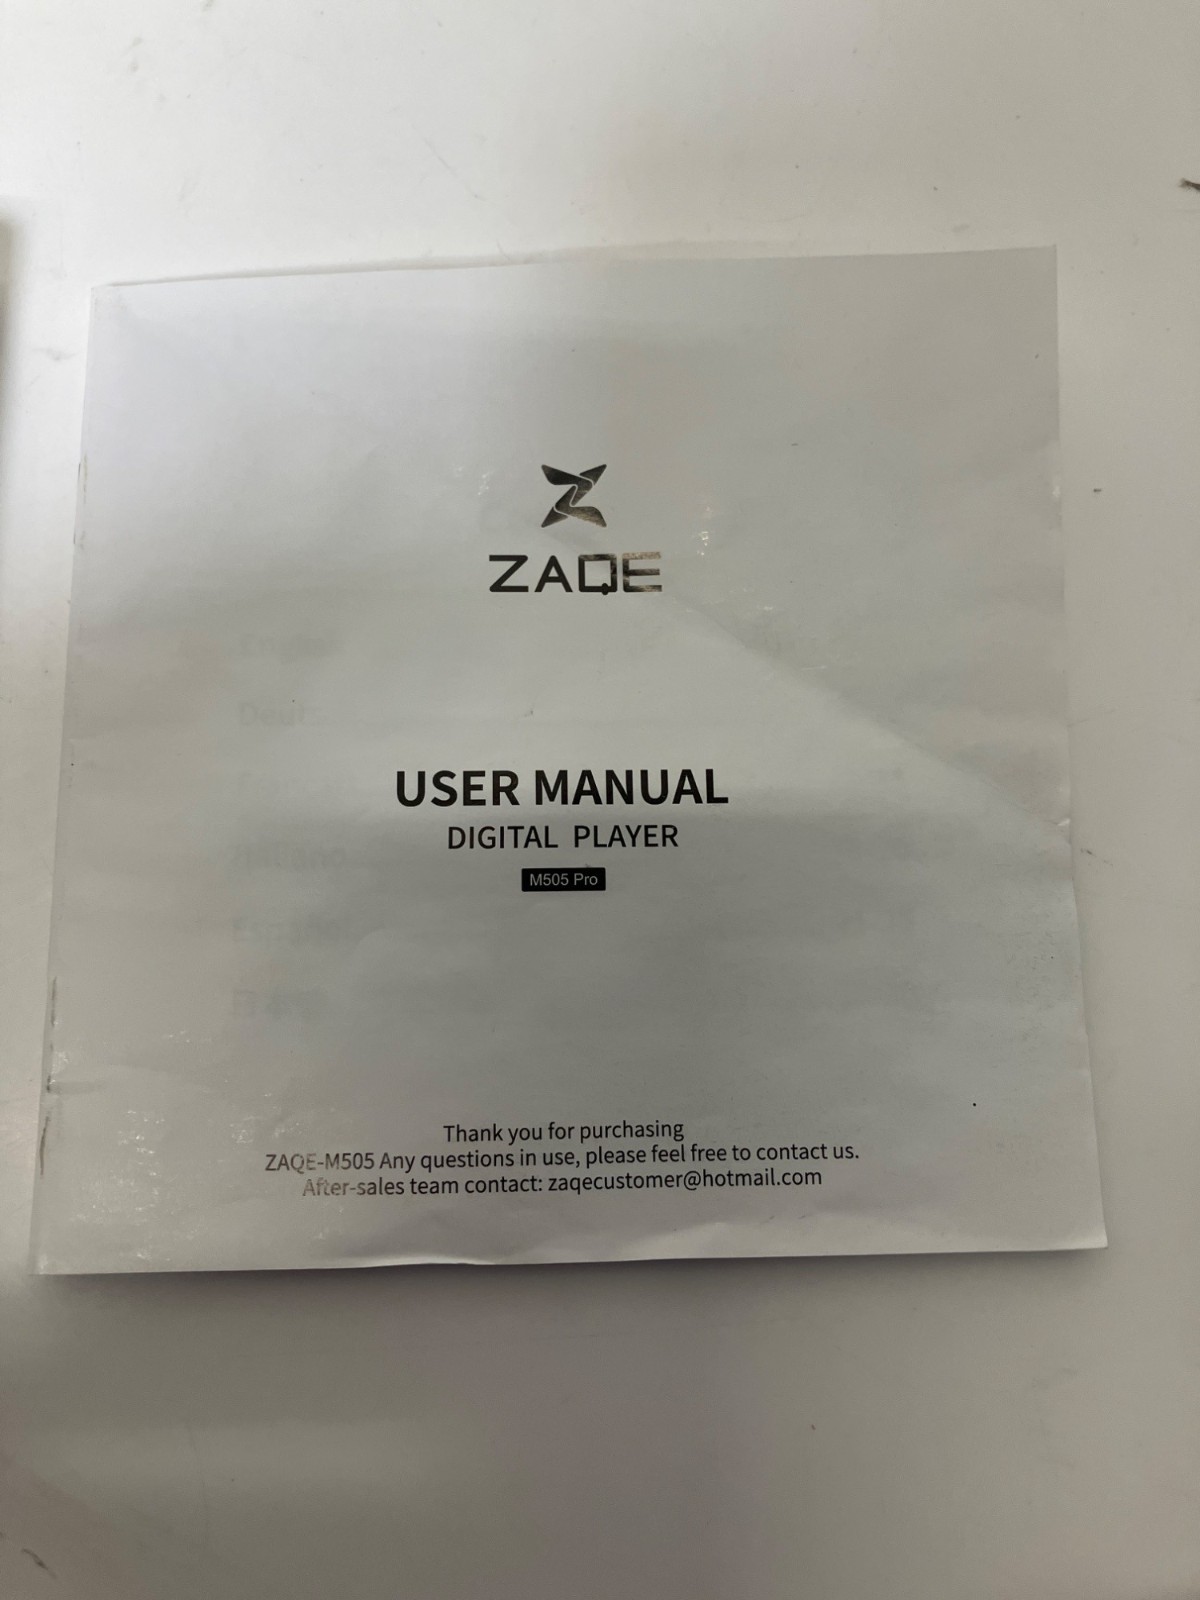 ZAQE
USER MANUAL
DIGITAL PLAYER
M505 Pro
Thank you for purchasing
ZAQE-M505 Any questions in use, please feel free to contact us.
After-sales team contact: zaqecustomer@hotmail.com